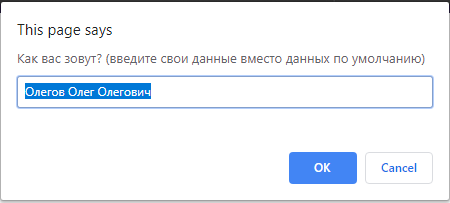 This page says
Как вас зовут? (введите свои данные вместо данных по умолчанию)
Олегов Олег Олегович
OK Cancel